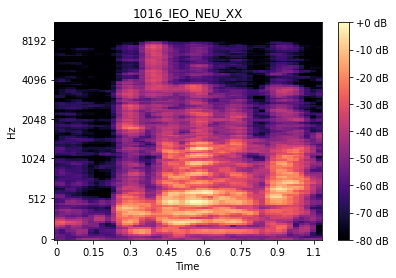 1016_IEO_NEU_XX
+0 dB
8192
-10 dB
4096
-20 dB
-30 dB
2048
-40 dB
Hz
1024
-50 dB
512
-60 dB
-70 dB
0
-80 dB
0 0.15 0.3 0.45 0.6 0.75 0.9 1.1
Time